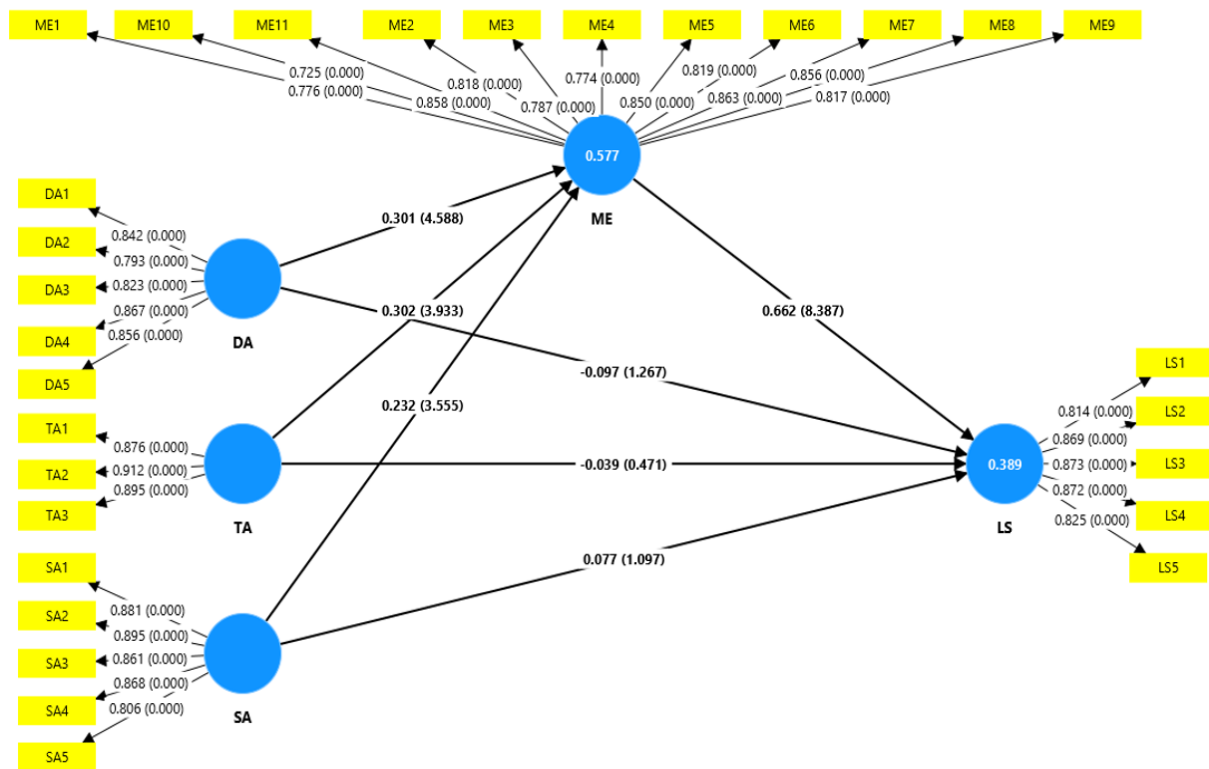 ME1 ME10 ME11 ME2 ME3 ME4 ME5 ME6 ME7 ME8 ME9
0.725 (0.000) 0.774 (0.000) 0.819 (0.000) 0.856 (0.000)
0.776 (0.000) 0.818 (0.000) 0.817 (0.000)
0.858 (0.000) 0.787 (0.000) 0.850 (0.000) 0.863 (0.000)
0.577
ME
DA1
DA2
DA3
DA4
DA5
0.842 (0.000)
0.793 (0.000)
0.823 (0.000)
0.867 (0.000)
0.856 (0.000)
DA
0.301 (4.588)
0.302 (3.933)
0.662 (8.387)
-0.097 (1.267)
0.232 (3.555)
TA1
TA2
TA3
0.876 (0.000)
0.912 (0.000)
0.895 (0.000)
TA
-0.039 (0.471)
0.389
LS
LS1
LS2
LS3
LS4
LS5
0.814 (0.000)
0.869 (0.000)
0.873 (0.000)
0.872 (0.000)
0.825 (0.000)
0.077 (1.097)
SA1
SA2
SA3
SA4
SA5
0.881 (0.000)
0.895 (0.000)
0.861 (0.000)
0.868 (0.000)
0.806 (0.000)
SA